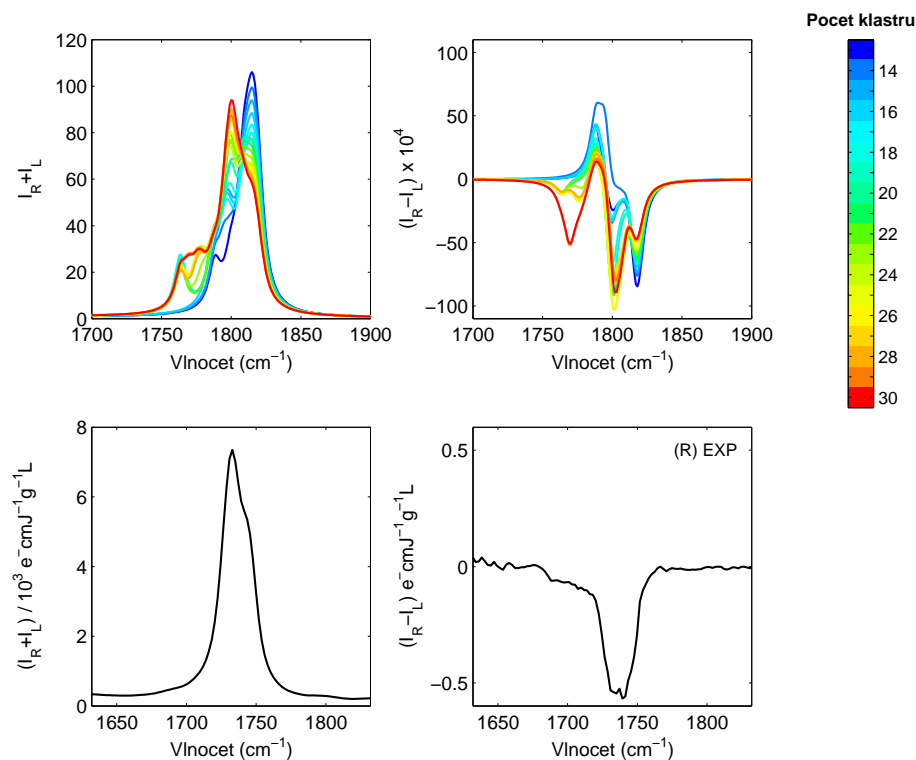 Pocet klastru
120
100
80
60
40
20
0
I_R+I_L
1700 1750 1800 1850 1900
Vlnocet (cm⁻¹)
100
50
0
−50
−100
(I_R−I_L) x 10⁴
1700 1750 1800 1850 1900
Vlnocet (cm⁻¹)
14
16
18
20
22
24
26
28
30
8
6
4
2
0
(I_R+I_L) / 10³ e⁻cmJ⁻¹g⁻¹L
1650 1700 1750 1800
Vlnocet (cm⁻¹)
(R) EXP
0.5
0
−0.5
(I_R−I_L) e⁻cmJ⁻¹g⁻¹L
1650 1700 1750 1800
Vlnocet (cm⁻¹)